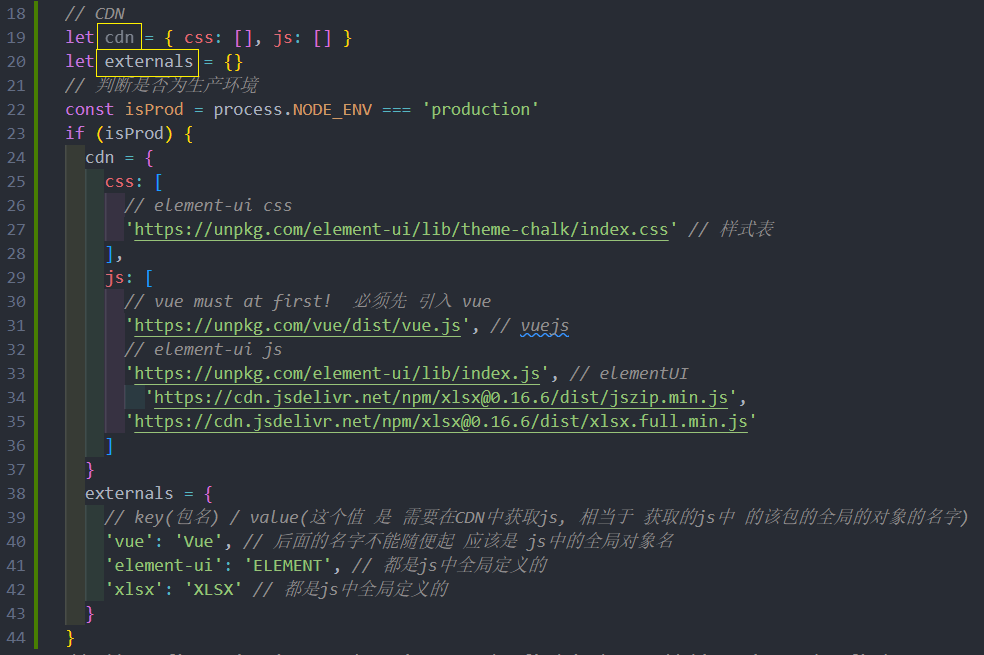 18 // CDN
19 let cdn = { css: [], js: [] }
20 let externals = {}
21 // 判断是否为生产环境
22 const isProd = process.NODE_ENV === 'production'
23 if (isProd) {
24 cdn = {
25 css: [
26 // element-ui css
27 'https://unpkg.com/element-ui/lib/theme-chalk/index.css' // 样式表
28 ],
29 js: [
30 // vue must at first! 必须先 引入 vue
31 'https://unpkg.com/vue/dist/vue.js', // vuejs
32 // element-ui js
33 'https://unpkg.com/element-ui/lib/index.js', // elementUI
34 'https://cdn.jsdelivr.net/npm/xlsx@0.16.6/dist/jszip.min.js',
35 'https://cdn.jsdelivr.net/npm/xlsx@0.16.6/dist/xlsx.full.min.js'
36 ]
37 }
38 externals = {
39 // key(包名) / value(这个值 是 需要在CDN中获取js, 相当于 获取的js中 的该包的全局的对象的名字)
40 'vue': 'Vue', // 后面的名字不能随便起 应该是 js中的全局对象名
41 'element-ui': 'ELEMENT', // 都是js中全局定义的
42 'xlsx': 'XLSX' // 都是js中全局定义的
43 }
44 }